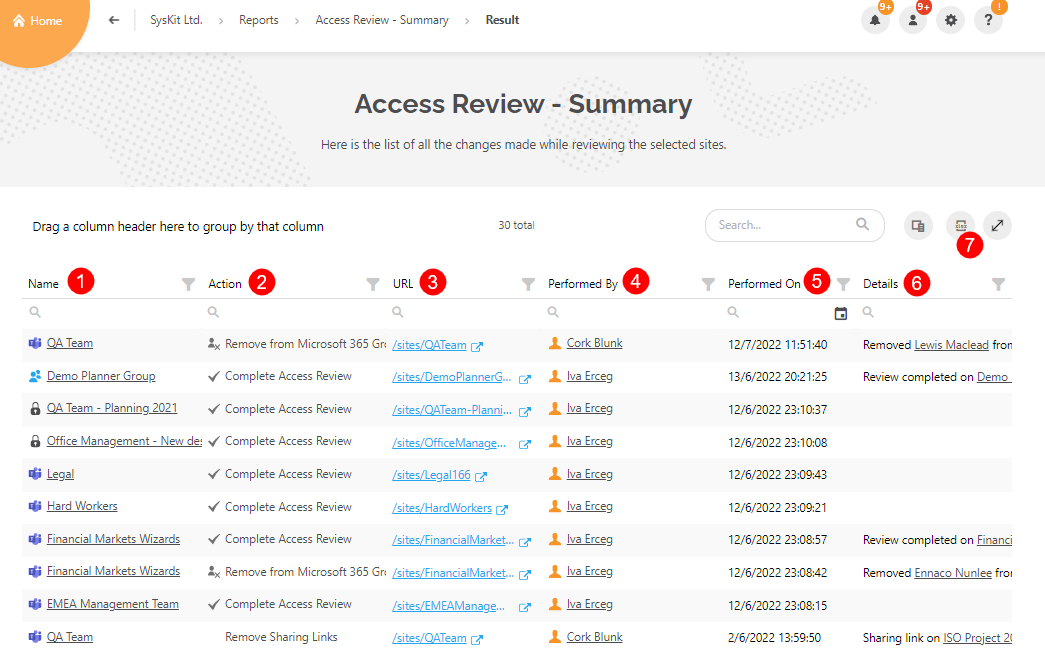 Home SysKit Ltd. Reports Access Review - Summary Result 9+ 9+ ? !
Access Review - Summary
Here is the list of all the changes made while reviewing the selected sites.
Drag a column header here to group by that column 30 total Search...
7
Name 1 Action 2 URL 3 Performed By 4 Performed On 5 Details 6
QA Team Remove from Microsoft 365 Gr /sites/QATeam Cork Blunk 12/7/2022 11:51:40 Removed Lewis Maclead from
Demo Planner Group Complete Access Review /sites/DemoPlannerG... Iva Erceg 13/6/2022 20:21:25 Review completed on Demo
QA Team - Planning 2021 Complete Access Review /sites/QATeam-Planni... Iva Erceg 12/6/2022 23:10:37
Office Management - New des Complete Access Review /sites/OfficeManage... Iva Erceg 12/6/2022 23:10:08
Legal Complete Access Review /sites/Legal166 Iva Erceg 12/6/2022 23:09:43
Hard Workers Complete Access Review /sites/HardWorkers Iva Erceg 12/6/2022 23:09:21
Financial Markets Wizards Complete Access Review /sites/FinancialMarket... Iva Erceg 12/6/2022 23:08:57 Review completed on Financi
Financial Markets Wizards Remove from Microsoft 365 Gr /sites/FinancialMarket... Iva Erceg 12/6/2022 23:08:42 Removed Ennaco Nunlee from
EMEA Management Team Complete Access Review /sites/EMEAManage... Iva Erceg 12/6/2022 23:08:15
QA Team Remove Sharing Links /sites/QATeam Cork Blunk 2/6/2022 13:59:50 Sharing link on ISO Project 20